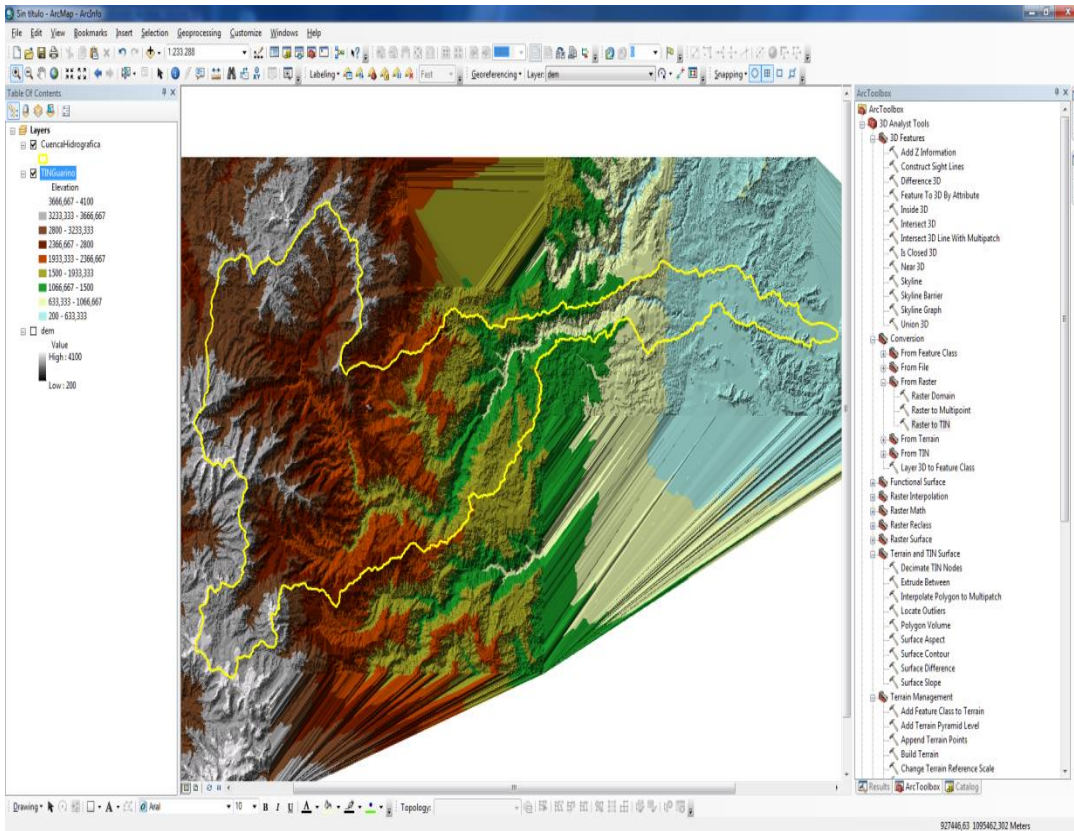 Sin título - ArcMap - ArcInfo
File Edit View Bookmarks Insert Selection Geoprocessing Customize Windows Help
1:233.288
Labeling Fast Georeferencing Layer: dem Snapping
Table Of Contents
Layers
CuencaHidrografica
TINGuarino
Elevation
3666,667 - 4100
3233,333 - 3666,667
2800 - 3233,333
2366,667 - 2800
1933,333 - 2366,667
1500 - 1933,333
1066,667 - 1500
633,333 - 1066,667
200 - 633,333
dem
Value
High : 4100
Low : 200
ArcToolbox
ArcToolbox
3D Analyst Tools
3D Features
Add Z Information
Construct Sight Lines
Difference 3D
Feature To 3D By Attribute
Inside 3D
Intersect 3D
Intersect 3D Line With Multipatch
Is Closed 3D
Near 3D
Skyline
Skyline Barrier
Skyline Graph
Union 3D
Conversion
From Feature Class
From File
From Raster
Raster Domain
Raster to Multipoint
Raster to TIN
From Terrain
From TIN
Layer 3D to Feature Class
Functional Surface
Raster Interpolation
Raster Math
Raster Reclass
Raster Surface
Terrain and TIN Surface
Decimate TIN Nodes
Extrude Between
Interpolate Polygon to Multipatch
Locate Outliers
Polygon Volume
Surface Aspect
Surface Contour
Surface Difference
Surface Slope
Terrain Management
Add Feature Class to Terrain
Add Terrain Pyramid Level
Append Terrain Points
Build Terrain
Change Terrain Reference Scale
Results ArcToolbox Catalog
Drawing A Arial 10 B I U A Topology:
927446,63 1095462,302 Meters